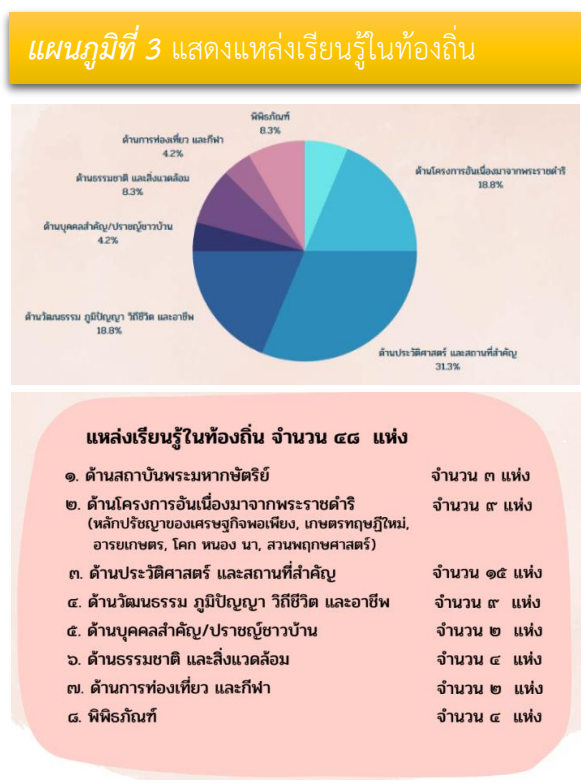 แผนภูมิที่ 3 แสดงแหล่งเรียนรู้ในท้องถิ่น
พิพิธภัณฑ์
8.3%
ด้านการท่องเที่ยว และกีฬา
4.2%
ด้านธรรมชาติ และสิ่งแวดล้อม
8.3%
ด้านบุคคลสำคัญ/ปราชญ์ชาวบ้าน
4.2%
ด้านวัฒนธรรม ภูมิปัญญา วิถีชีวิต และอาชีพ
18.8%
ด้านโครงการอันเนื่องมาจากพระราชดำริ
18.8%
ด้านประวัติศาสตร์ และสถานที่สำคัญ
31.3%
แหล่งเรียนรู้ในท้องถิ่น จำนวน ๔๘ แห่ง
๑. ด้านสถาบันพระมหากษัตริย์ จำนวน ๓ แห่ง
๒. ด้านโครงการอันเนื่องมาจากพระราชดำริ จำนวน ๙ แห่ง
(หลักปรัชญาของเศรษฐกิจพอเพียง, เกษตรทฤษฎีใหม่,
อารยเกษตร, โคก หนอง นา, สวนพฤกษศาสตร์)
๓. ด้านประวัติศาสตร์ และสถานที่สำคัญ จำนวน ๑๕ แห่ง
๔. ด้านวัฒนธรรม ภูมิปัญญา วิถีชีวิต และอาชีพ จำนวน ๙ แห่ง
๕. ด้านบุคคลสำคัญ/ปราชญ์ชาวบ้าน จำนวน ๒ แห่ง
๖. ด้านธรรมชาติ และสิ่งแวดล้อม จำนวน ๔ แห่ง
๗. ด้านการท่องเที่ยว และกีฬา จำนวน ๒ แห่ง
๘. พิพิธภัณฑ์ จำนวน ๔ แห่ง